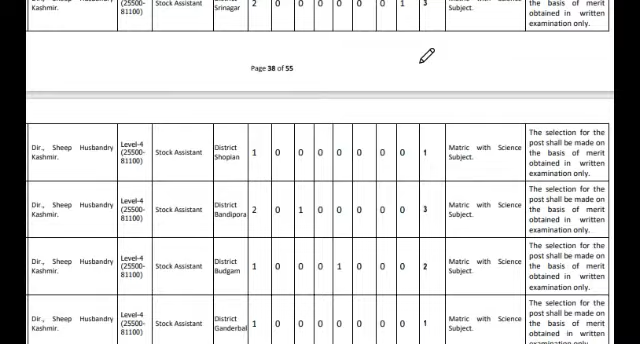 Kashmir. (25500- 81100) Stock Assistant Srinagar 2 0 0 0 0 0 0 1 3 Subject. the basis of merit
obtained in written
examination only.
Page 38 of 55
The selection for the
post shall be made on
Dir., Sheep Husbandry Kashmir. Level-4 (25500- 81100) Stock Assistant District Shopian 1 0 0 0 0 0 0 0 1 Matric with Science Subject. the basis of merit
obtained in written
examination only.
The selection for the
post shall be made on
Dir., Sheep Husbandry Kashmir. Level-4 (25500- 81100) Stock Assistant District Bandipora 2 0 1 0 0 0 0 0 3 Matric with Science Subject. the basis of merit
obtained in written
examination only.
The selection for the
post shall be made on
Dir., Sheep Husbandry Kashmir. Level-4 (25500- 81100) Stock Assistant District Budgam 1 0 0 0 1 0 0 0 2 Matric with Science Subject. the basis of merit
obtained in written
examination only.
The selection for the
post shall be made on
Dir., Sheep Husbandry Kashmir. Level-4 (25500- 81100) Stock Assistant District Ganderbal 1 0 0 0 0 0 0 0 1 Matric with Science Subject. the basis of merit
obtained in written